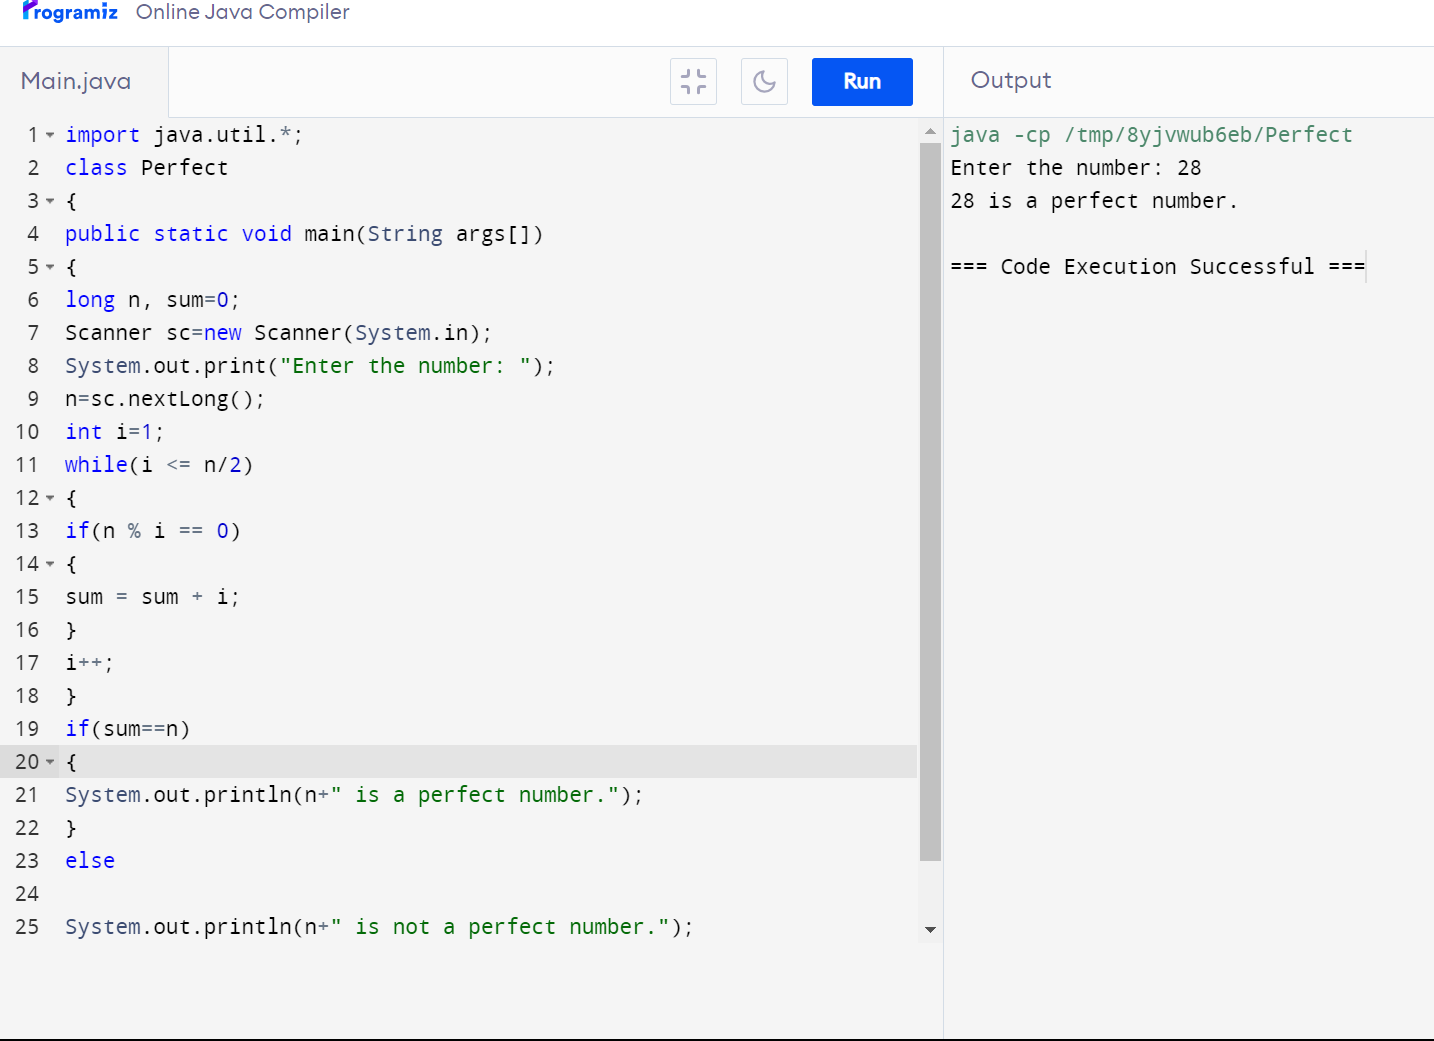 Programiz Online Java Compiler
Main.java
Run
Output
1 import java.util.*;
2 class Perfect
3 {
4 public static void main(String args[])
5 {
6 long n, sum=0;
7 Scanner sc=new Scanner(System.in);
8 System.out.print("Enter the number: ");
9 n=sc.nextLong();
10 int i=1;
11 while(i <= n/2)
12 {
13 if(n % i == 0)
14 {
15 sum = sum + i;
16 }
17 i++;
18 }
19 if(sum==n)
20 {
21 System.out.println(n+" is a perfect number.");
22 }
23 else
24
25 System.out.println(n+" is not a perfect number.");
java -cp /tmp/8yjvwub6eb/Perfect
Enter the number: 28
28 is a perfect number.
=== Code Execution Successful ===